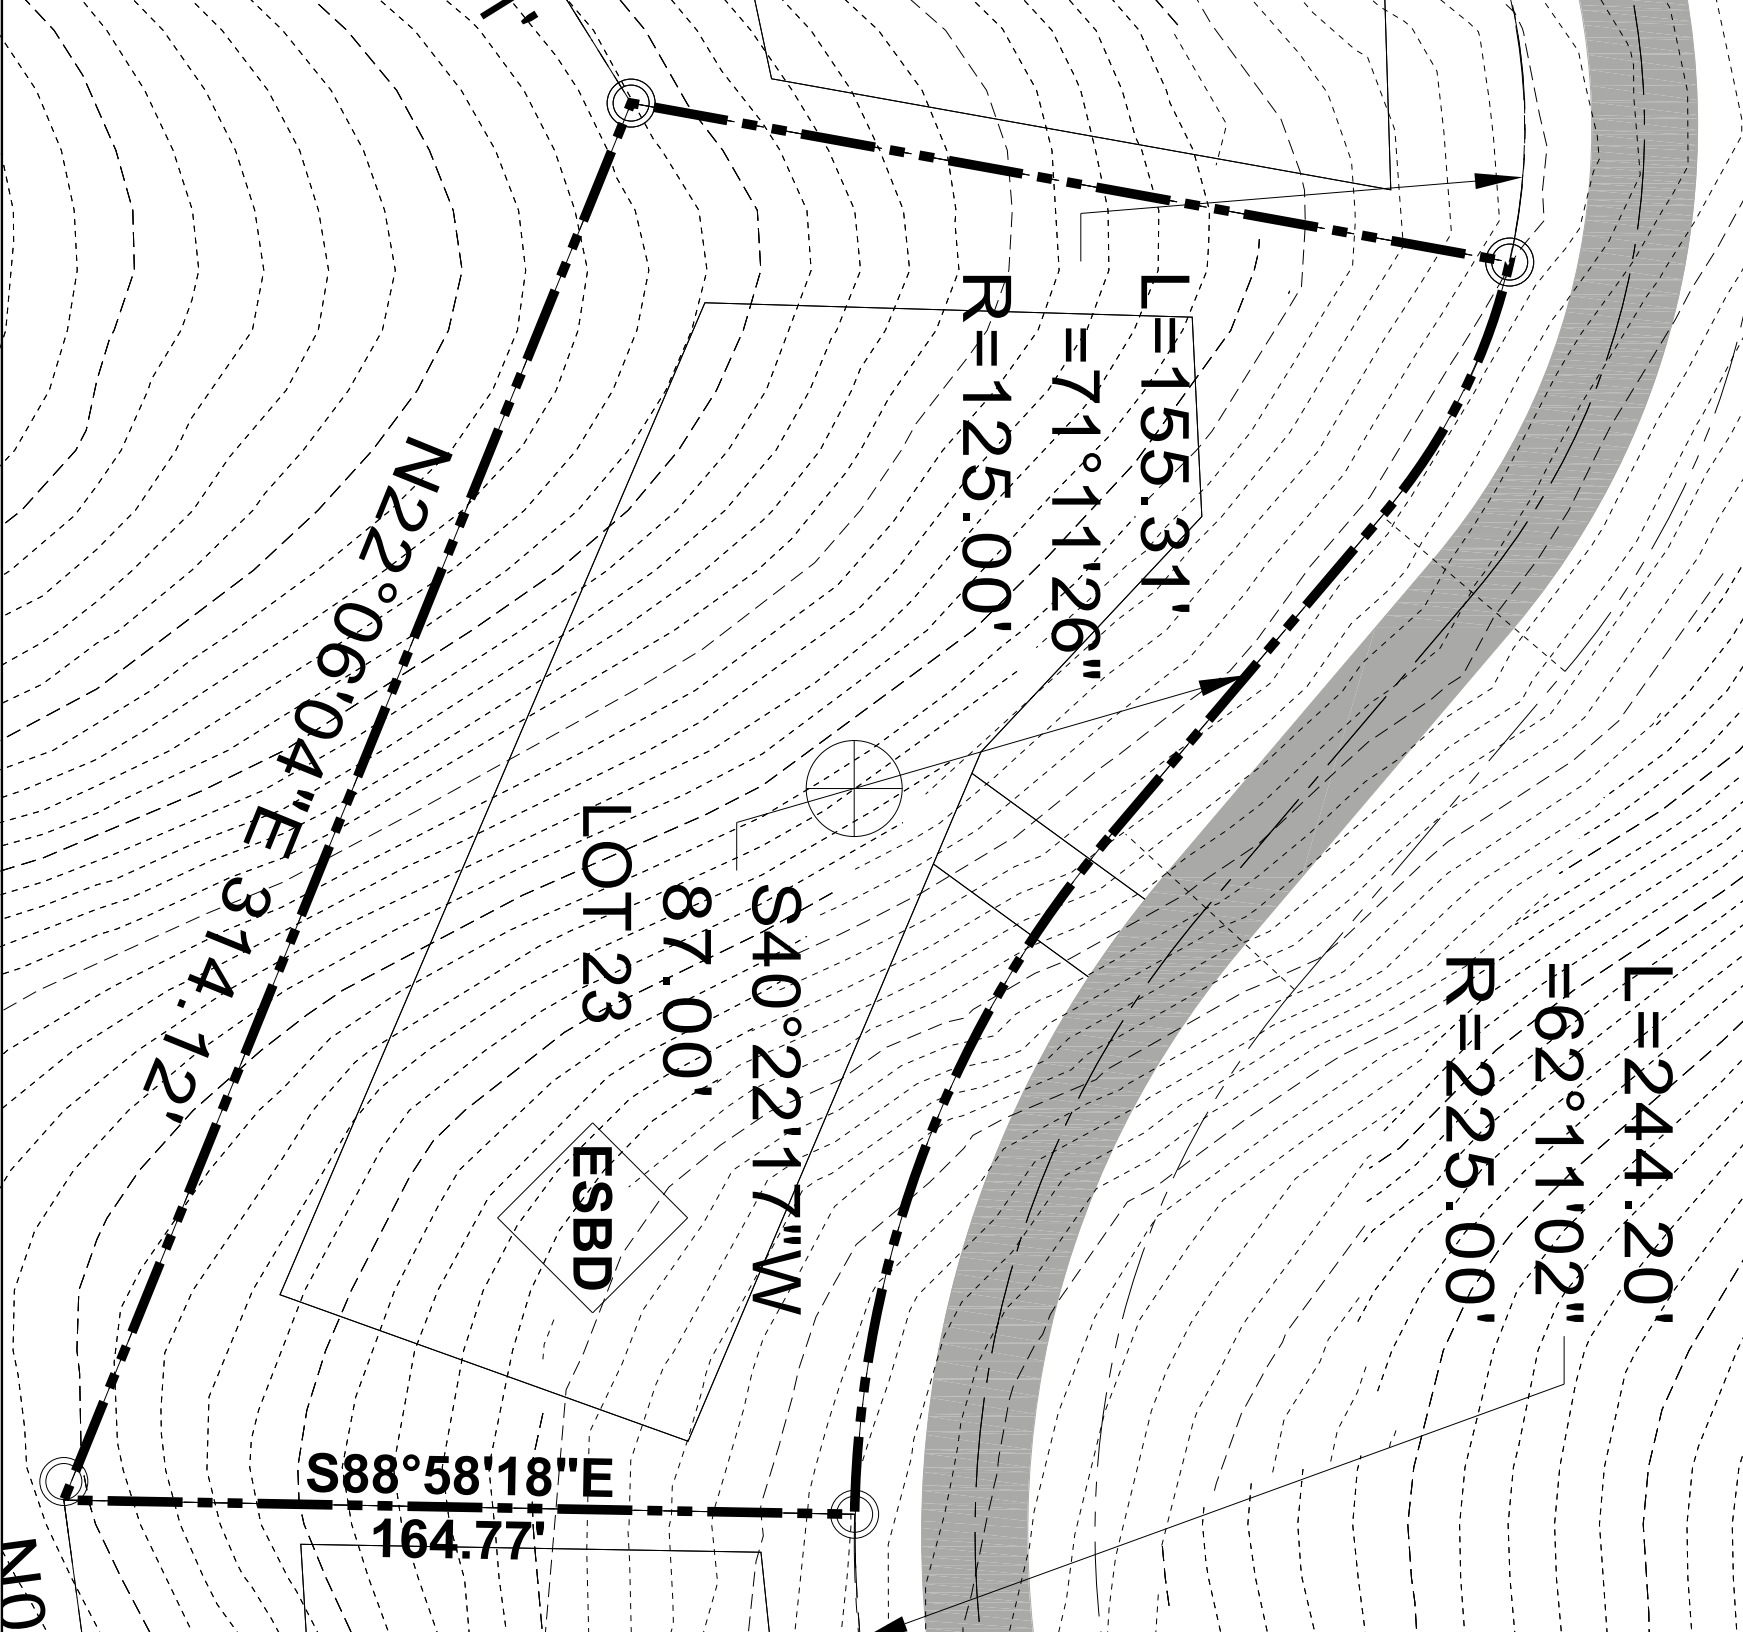 L=155.31'
=71°11'26"
R=125.00'
N22°06'04"E 314.12'
S40°22'17"W
87.00'
LOT 23
ESBD
L=244.20'
=62°11'02"
R=225.00'
S88°58'18"E
164.77'
N0